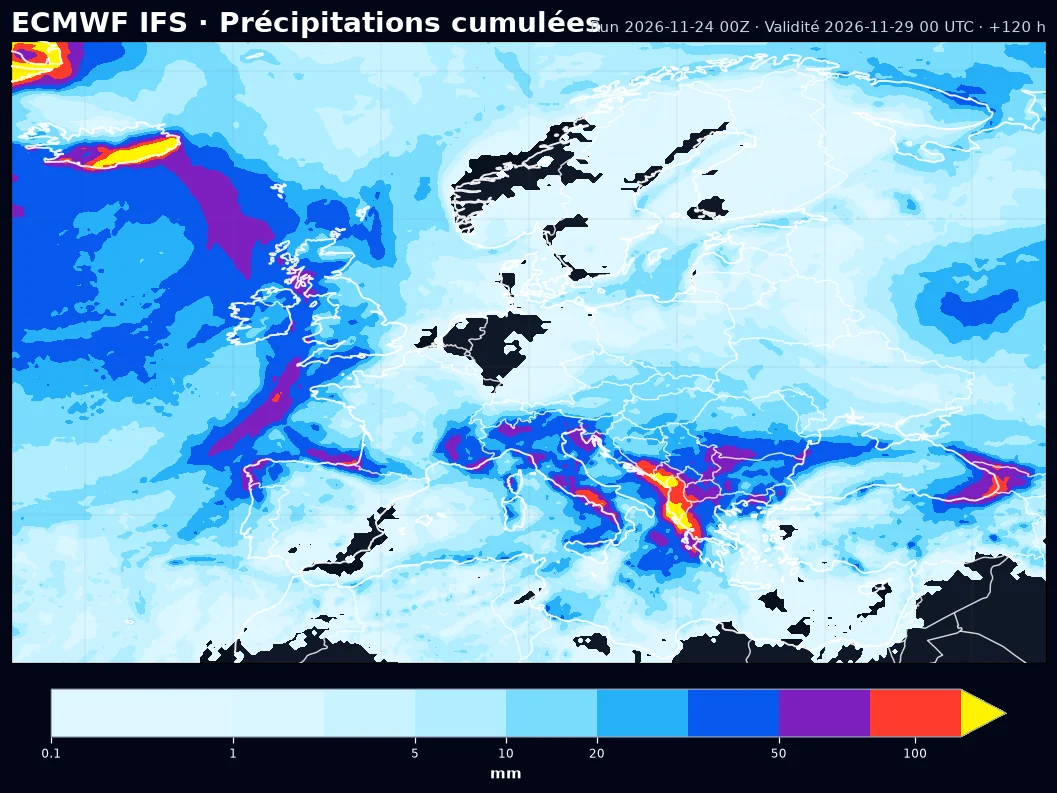 ECMWF IFS · Précipitations cumulées
Run 2026-11-24 00Z · Validité 2026-11-29 00 UTC · +120 h
0.1 1 5 10 20 50 100
mm